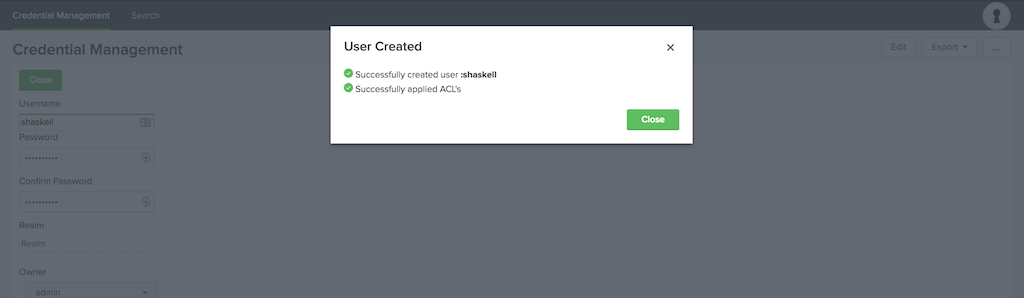 Credential Management Search
Credential Management
Edit Export ...
Close
Username
shaskell
Password
••••••••••
Confirm Password
••••••••••
Realm
Realm
Owner
admin
User Created
Successfully created user :shaskell
Successfully applied ACL's
Close